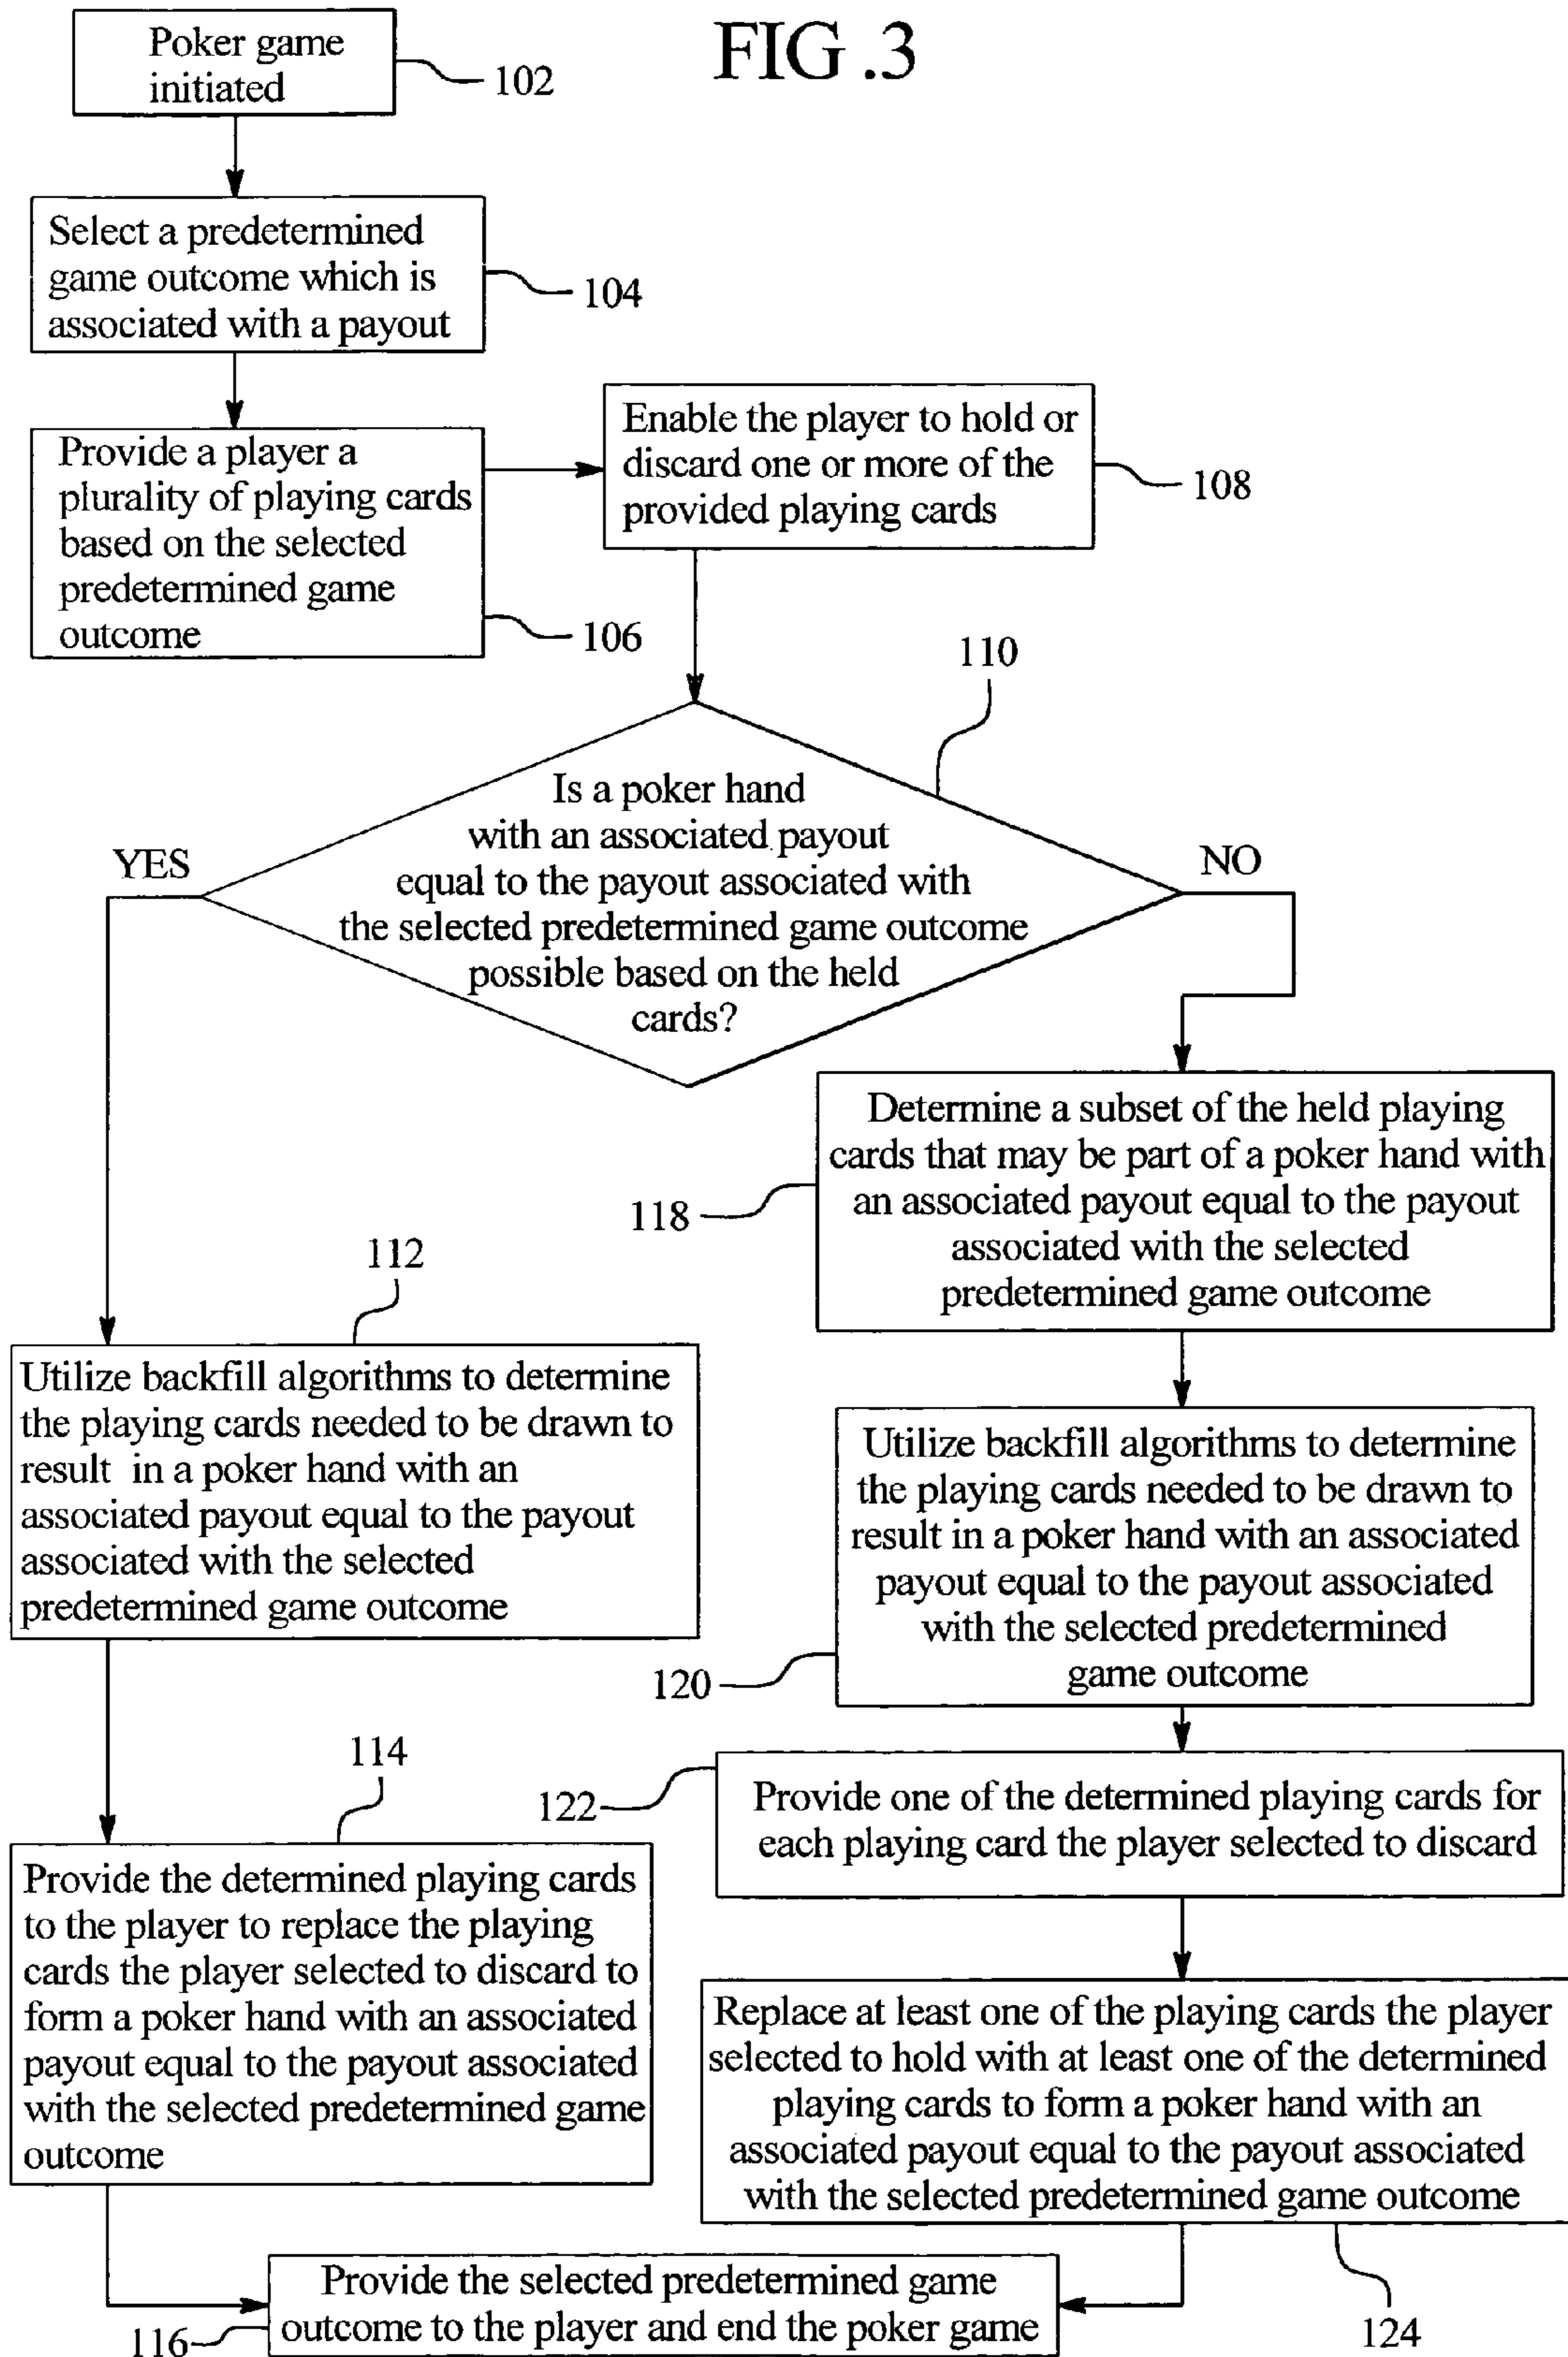 FIG .3
Poker game
initiated
102
Select a predetermined
game outcome which is
associated with a payout
104
Provide a player a
plurality of playing cards
based on the selected
predetermined game
outcome
106
Enable the player to hold or
discard one or more of the
provided playing cards
108
110
Is a poker hand
with an associated payout
equal to the payout associated with
the selected predetermined game outcome
possible based on the held
cards?
YES
NO
112
Utilize backfill algorithms to determine
the playing cards needed to be drawn to
result in a poker hand with an
associated payout equal to the payout
associated with the selected
predetermined game outcome
114
Provide the determined playing cards
to the player to replace the playing
cards the player selected to discard to
form a poker hand with an associated
payout equal to the payout associated
with the selected predetermined game
outcome
118
Determine a subset of the held playing
cards that may be part of a poker hand with
an associated payout equal to the payout
associated with the selected
predetermined game outcome
120
Utilize backfill algorithms to determine
the playing cards needed to be drawn to
result in a poker hand with an associated
payout equal to the payout associated
with the selected predetermined
game outcome
122
Provide one of the determined playing cards for
each playing card the player selected to discard
Replace at least one of the playing cards the player
selected to hold with at least one of the determined
playing cards to form a poker hand with an
associated payout equal to the payout associated
with the selected predetermined game outcome
124
Provide the selected predetermined game
outcome to the player and end the poker game
116